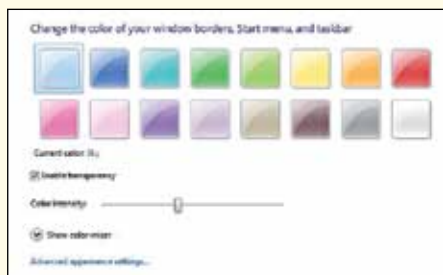 Change the color of your window borders, Start menu, and taskbar
Current color: Sky
Enable transparency
Color intensity:
Show color mixer
Advanced appearance settings...